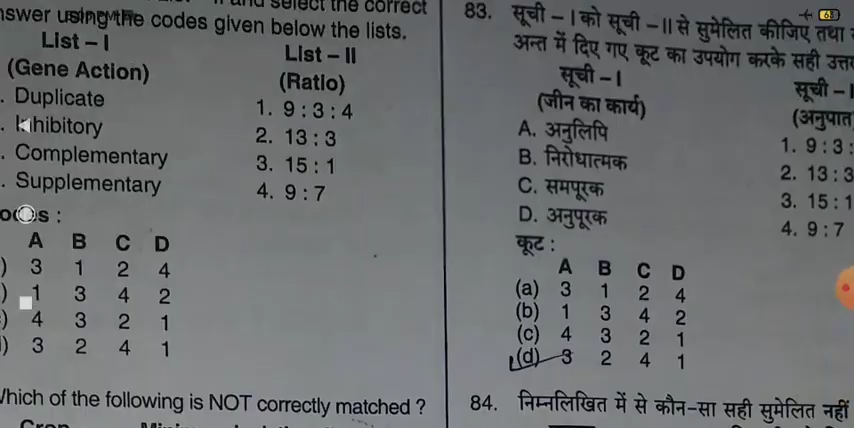 select the correct
answer using the codes given below the lists.
List – I
List – II
(Gene Action)
(Ratio)
. Duplicate
1. 9 : 3 : 4
. Inhibitory
2. 13 : 3
. Complementary
3. 15 : 1
. Supplementary
4. 9 : 7
A B C D
) 3 1 2 4
) 1 3 4 2
) 4 3 2 1
) 3 2 4 1
Which of the following is NOT correctly matched ?
83. सूची – I को सूची – II से सुमेलित कीजिए तथा
अन्त में दिए गए कूट का उपयोग करके सही उत्तर
सूची – I
सूची –
(जीन का कार्य)
(अनुपात
A. अनुलिपि
1. 9 : 3 :
B. निरोधात्मक
2. 13 : 3
C. समपूरक
3. 15 : 1
D. अनुपूरक
4. 9 : 7
कूट :
A B C D
(a) 3 1 2 4
(b) 1 3 4 2
(c) 4 3 2 1
(d) 3 2 4 1
84. निम्नलिखित में से कौन-सा सही सुमेलित नहीं